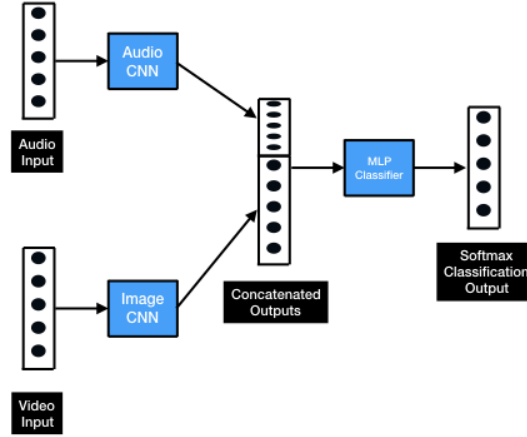 Audio
CNN
Audio
Input
MLP
Classifier
Softmax
Classification
Output
Image
CNN
Concatenated
Outputs
Video
Input